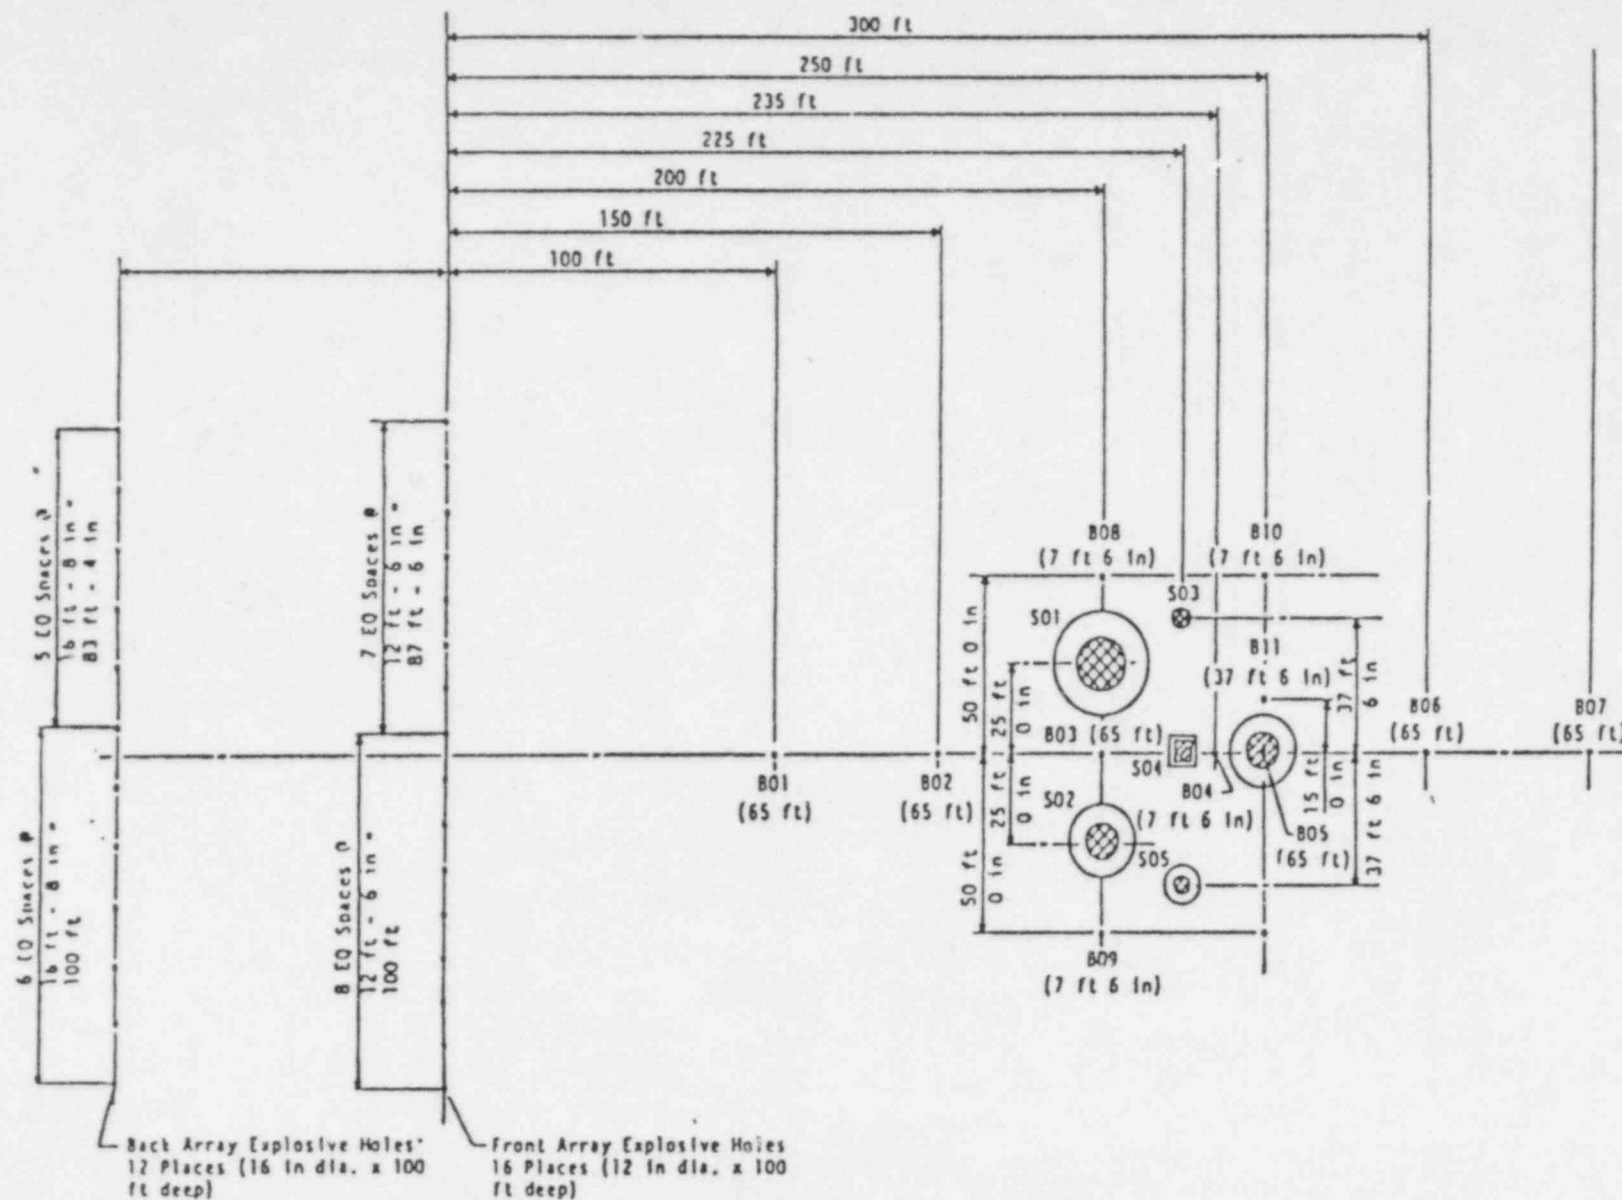 300 ft
250 ft
235 ft
225 ft
200 ft
150 ft
100 ft
5 EQ Spaces @
16 ft - 8 in =
83 ft - 4 in
7 EQ Spaces @
12 ft - 6 in =
87 ft - 6 in
6 EQ Spaces @
16 ft - 8 in =
100 ft
8 EQ Spaces @
12 ft - 6 in =
100 ft
B08
(7 ft 6 in)
B10
(7 ft 6 in)
S03
S01
B11
(37 ft 6 in)
50 ft 0 in
25 ft
0 in
37 ft
6 in
B06
(65 ft)
B07
(65 ft)
B03 (65 ft)
S04
B01
(65 ft)
B02
(65 ft)
B04
(7 ft 6 in)
S02
25 ft
0 in
15 ft
0 in
B05
(65 ft)
37 ft 6 in
50 ft
0 in
S05
B09
(7 ft 6 in)
Back Array Explosive Holes
12 Places (16 in dia. x 100
ft deep)
Front Array Explosive Holes
16 Places (12 in dia. x 100
ft deep)